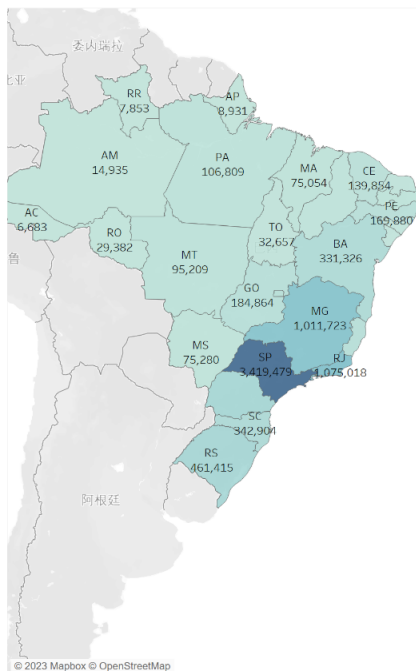 委内瑞拉
比亚
RR
7,853
AP
8,931
AM
14,935
PA
106,809
MA
75,054
CE
139,854
PE
169,880
AC
6,683
RO
29,382
TO
32,657
BA
331,326
MT
95,209
鲁
GO
184,864
MG
1,011,723
MS
75,280
SP
3,419,479
RJ
1,075,018
SC
342,904
RS
461,415
阿根廷
© 2023 Mapbox © OpenStreetMap